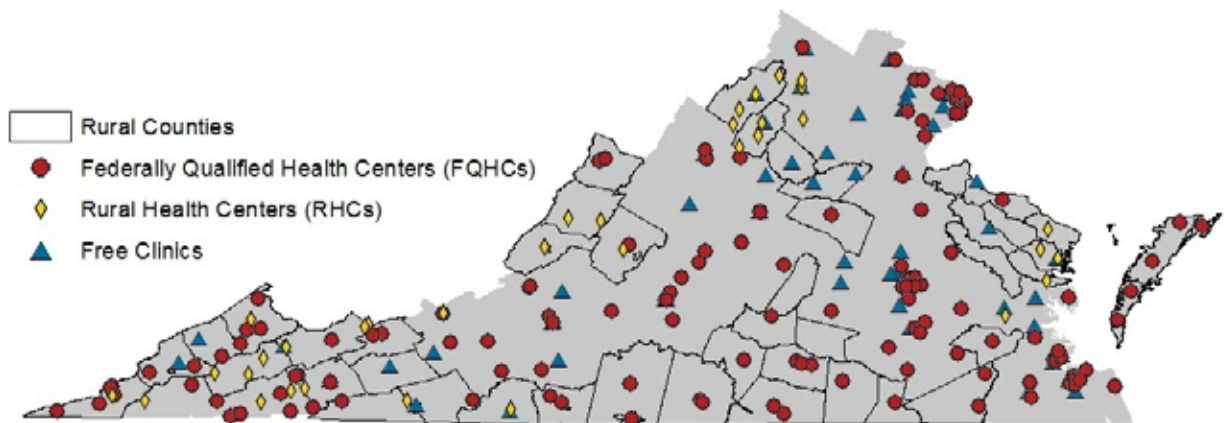 Rural Counties
Federally Qualified Health Centers (FQHCs)
Rural Health Centers (RHCs)
Free Clinics